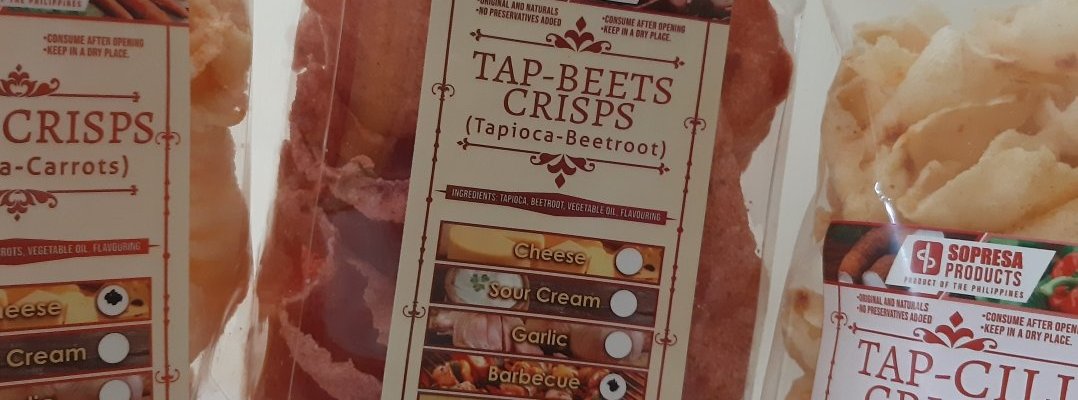 •CONSUME AFTER OPENING
•KEEP IN A DRY PLACE.
CRISPS
a-Carrots)
ROTS, VEGETABLE OIL, FLAVOURING
heese
Cream
•ORIGINAL AND NATURALS
•NO PRESERVATIVES ADDED
•CONSUME AFTER OPENING
•KEEP IN A DRY PLACE.
TAP-BEETS
CRISPS
(Tapioca-Beetroot)
INGREDIENTS: TAPIOCA, BEETROOT, VEGETABLE OIL, FLAVOURING
Cheese
Sour Cream
Garlic
Barbecue
SOPRESA
PRODUCTS
PRODUCT OF THE PHILIPPINES
•ORIGINAL AND NATURALS
•NO PRESERVATIVES ADDED
•CONSUME AFTER OPENI
•KEEP IN A DRY PLACE.
TAP-CILI